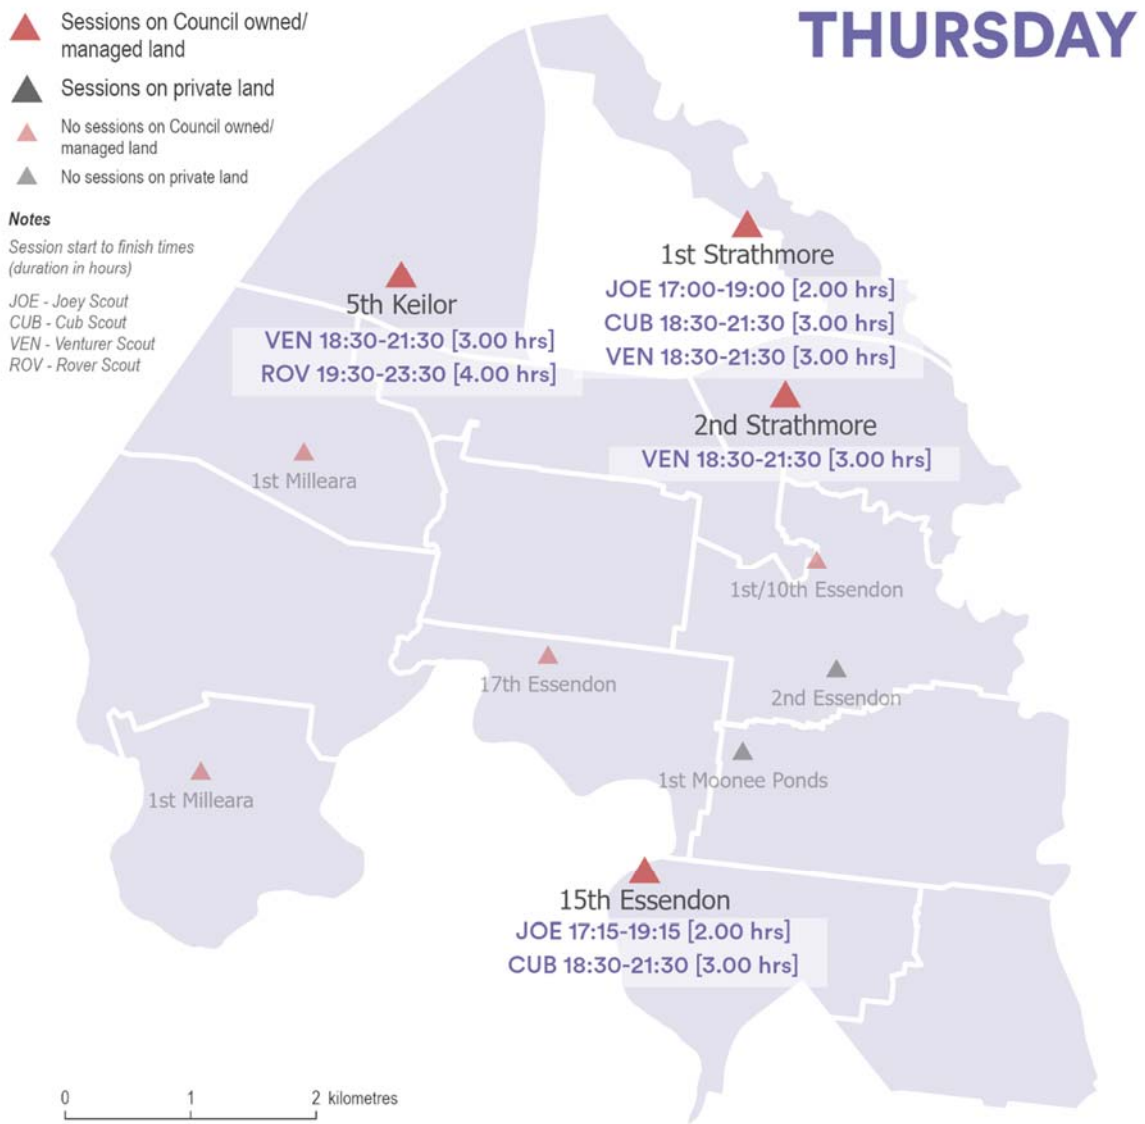 THURSDAY
Sessions on Council owned/
managed land
Sessions on private land
No sessions on Council owned/
managed land
No sessions on private land
Notes
Session start to finish times
(duration in hours)
JOE - Joey Scout
CUB - Cub Scout
VEN - Venturer Scout
ROV - Rover Scout
1st Strathmore
JOE 17:00-19:00 [2.00 hrs]
CUB 18:30-21:30 [3.00 hrs]
VEN 18:30-21:30 [3.00 hrs]
5th Keilor
VEN 18:30-21:30 [3.00 hrs]
ROV 19:30-23:30 [4.00 hrs]
2nd Strathmore
VEN 18:30-21:30 [3.00 hrs]
1st Milleara
1st/10th Essendon
17th Essendon
2nd Essendon
1st Moonee Ponds
1st Milleara
15th Essendon
JOE 17:15-19:15 [2.00 hrs]
CUB 18:30-21:30 [3.00 hrs]
0 1 2 kilometres